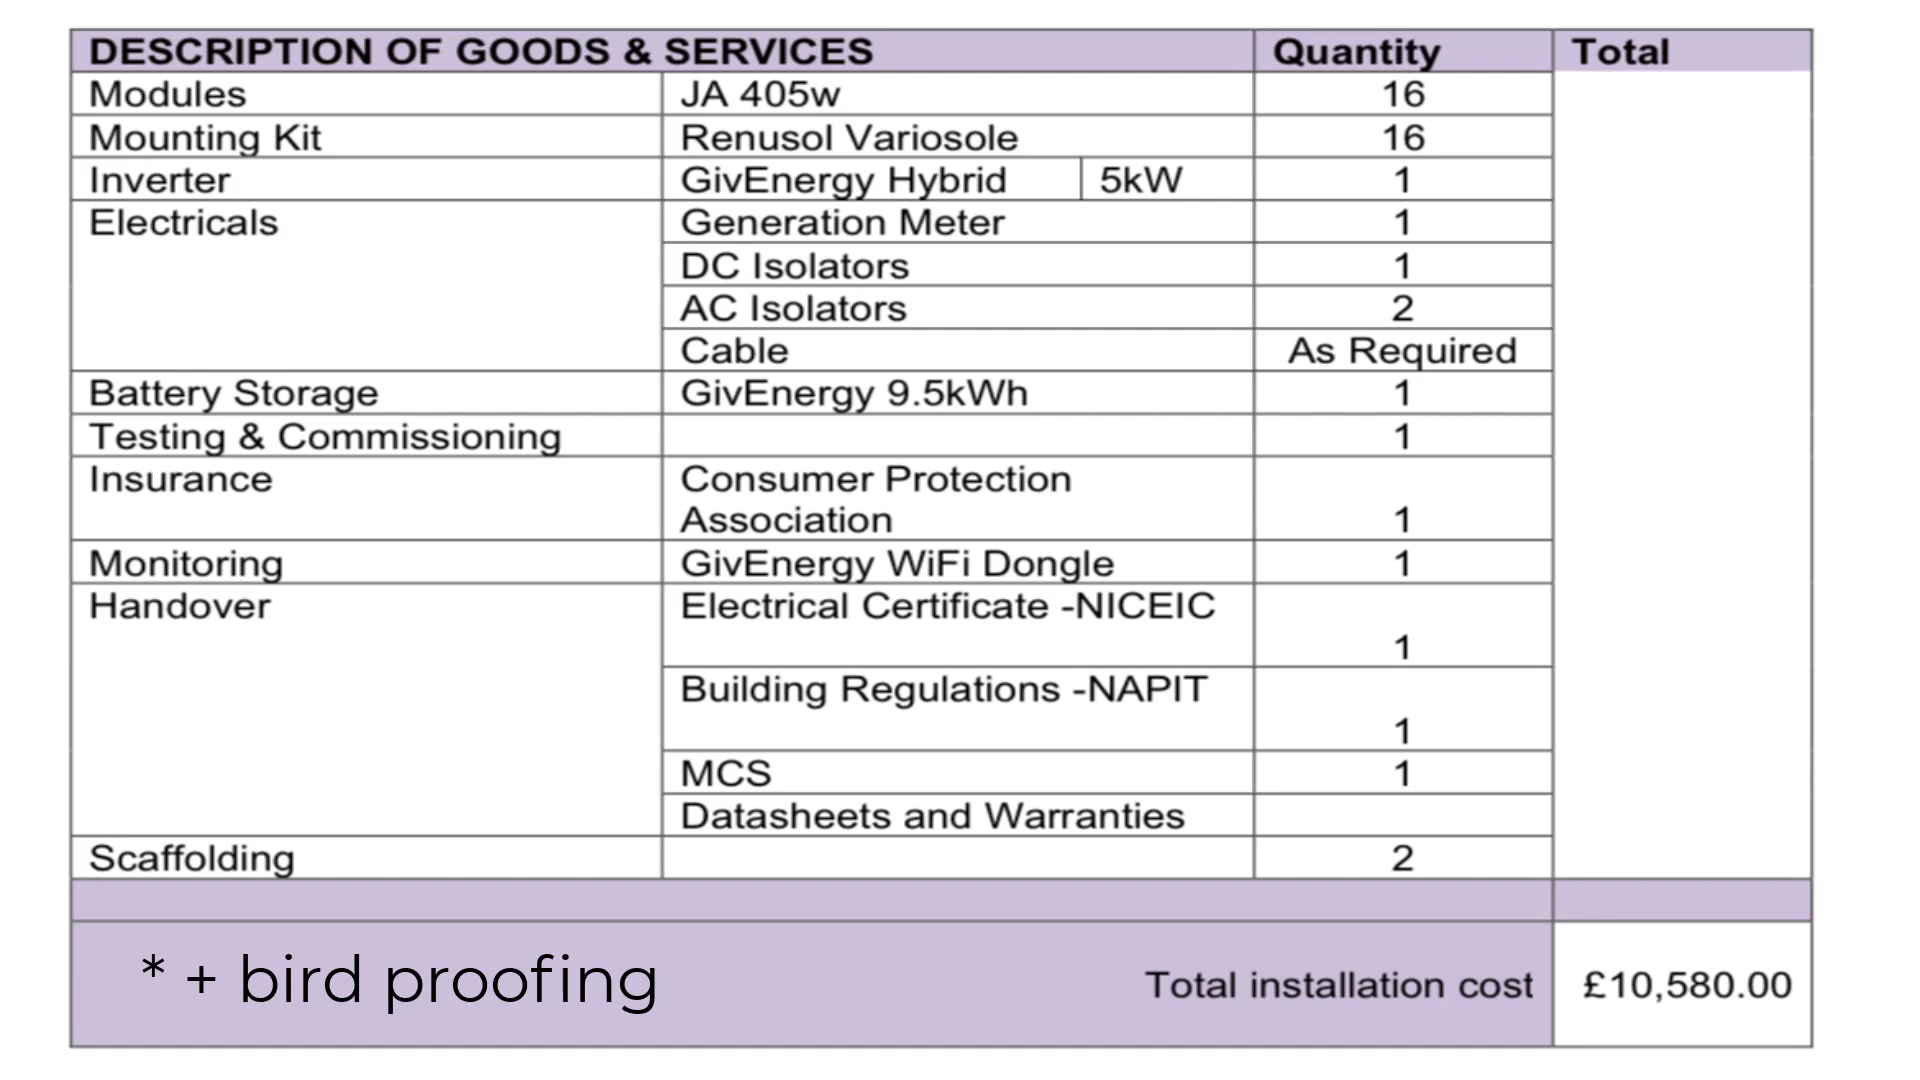 DESCRIPTION OF GOODS & SERVICES Quantity Total
Modules JA 405w 16
Mounting Kit Renusol Variosole 16
Inverter GivEnergy Hybrid 5kW 1
Electricals Generation Meter 1
DC Isolators 1
AC Isolators 2
Cable As Required
Battery Storage GivEnergy 9.5kWh 1
Testing & Commissioning 1
Insurance Consumer Protection
Association 1
Monitoring GivEnergy WiFi Dongle 1
Handover Electrical Certificate -NICEIC
1
Building Regulations -NAPIT
1
MCS 1
Datasheets and Warranties
Scaffolding 2
* + bird proofing Total installation cost £10,580.00